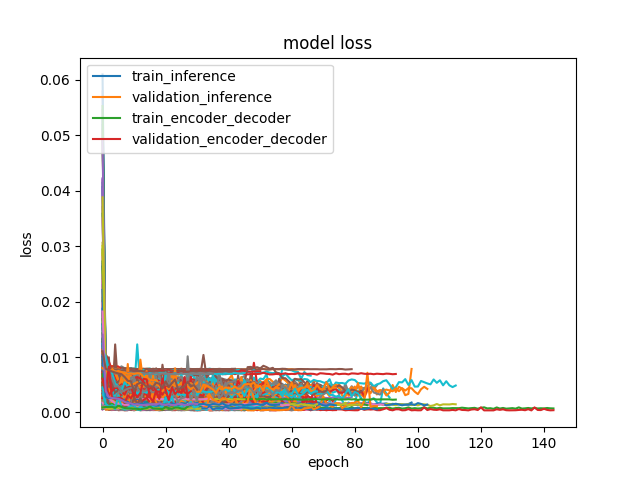 model loss
train_inference
validation_inference
train_encoder_decoder
validation_encoder_decoder
loss
0.06
0.05
0.04
0.03
0.02
0.01
0.00
0 20 40 60 80 100 120 140
epoch